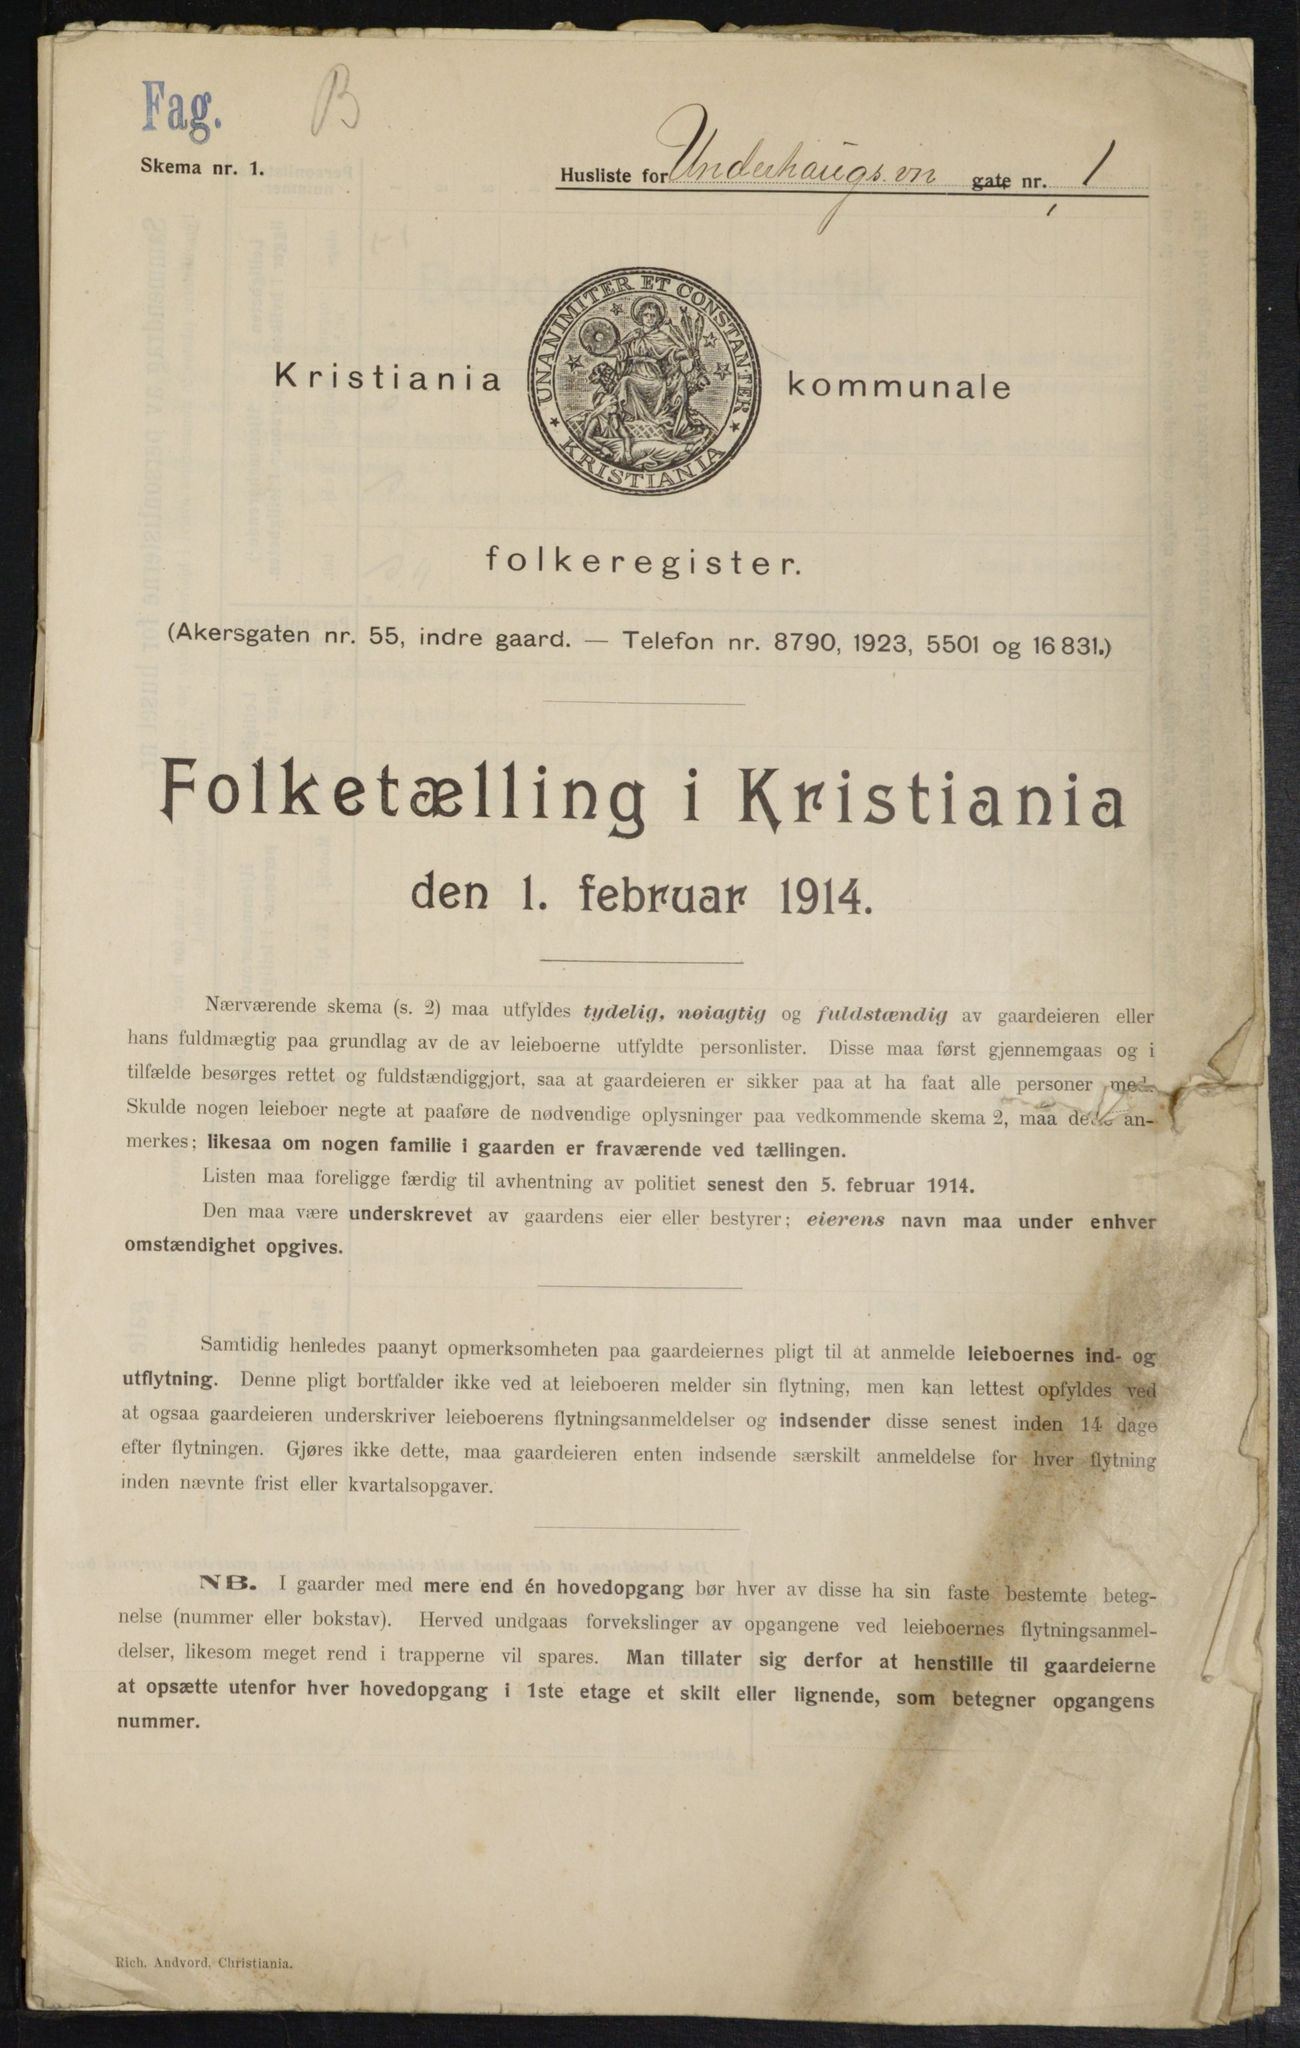 Fag.
B
Skema nr. 1.
Husliste for Underhaugs.vn gate nr. 1
UNANIMITER ET CONSTANTER
KRISTIANIA
Kristiania kommunale
folkeregister.
(Akersgaten nr. 55, indre gaard. — Telefon nr. 8790, 1923, 5501 og 16 831.)
Folketælling i Kristiania
den 1. februar 1914.
Nærværende skema (s. 2) maa utfyldes tydelig, nøiagtig og fuldstændig av gaardeieren eller
hans fuldmægtig paa grundlag av de av leieboerne utfyldte personlister. Disse maa først gjennemgaas og i
tilfælde besørges rettet og fuldstændiggjort, saa at gaardeieren er sikker paa at ha faat alle personer med.
Skulde nogen leieboer negte at paaføre de nødvendige oplysninger paa vedkommende skema 2, maa dette an-
merkes; likesaa om nogen familie i gaarden er fraværende ved tællingen.
Listen maa foreligge færdig til avhentning av politiet senest den 5. februar 1914.
Den maa være underskrevet av gaardens eier eller bestyrer; eierens navn maa under enhver
omstændighet opgives.
Samtidig henledes paanyt opmerksomheten paa gaardeiernes pligt til at anmelde leieboernes ind- og
utflytning. Denne pligt bortfalder ikke ved at leieboeren melder sin flytning, men kan lettest opfyldes ved
at ogsaa gaardeieren underskriver leieboerens flytningsanmeldelser og indsender disse senest inden 14 dage
efter flytningen. Gjøres ikke dette, maa gaardeieren enten indsende særskilt anmeldelse for hver flytning
inden nævnte frist eller kvartalsopgaver.
NB. I gaarder med mere end én hovedopgang bør hver av disse ha sin faste bestemte beteg-
nelse (nummer eller bokstav). Herved undgaas forvekslinger av opgangene ved leieboernes flytningsanmel-
delser, likesom meget rend i trapperne vil spares. Man tillater sig derfor at henstille til gaardeierne
at opsætte utenfor hver hovedopgang i 1ste etage et skilt eller lignende, som betegner opgangens
nummer.
Rich. Andvord, Christiania.